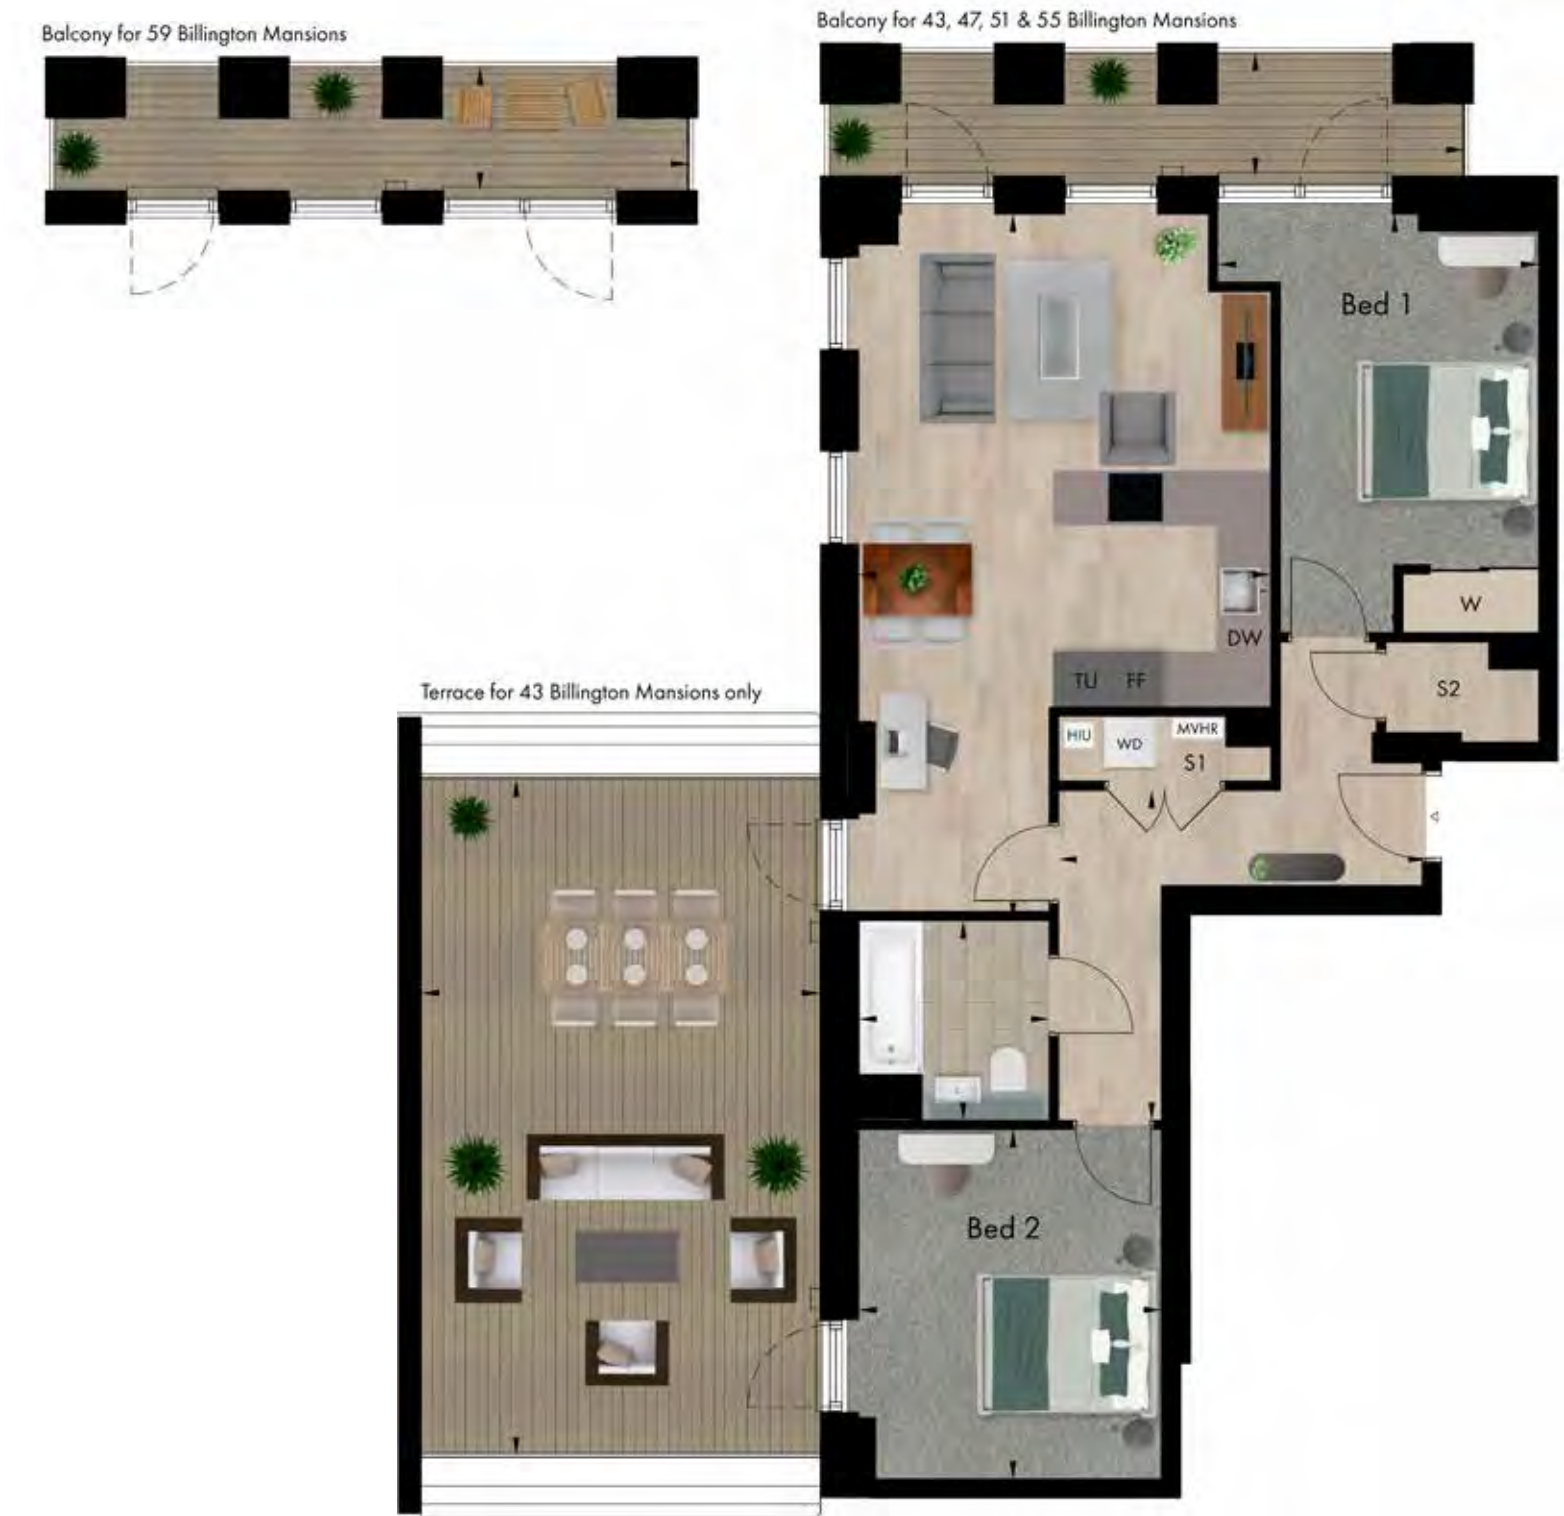 Balcony for 59 Billington Mansions
Balcony for 43, 47, 51 & 55 Billington Mansions
Bed 1
W
DW
TU FF
S2
Terrace for 43 Billington Mansions only
HIU
WD
MVHR
S1
Bed 2